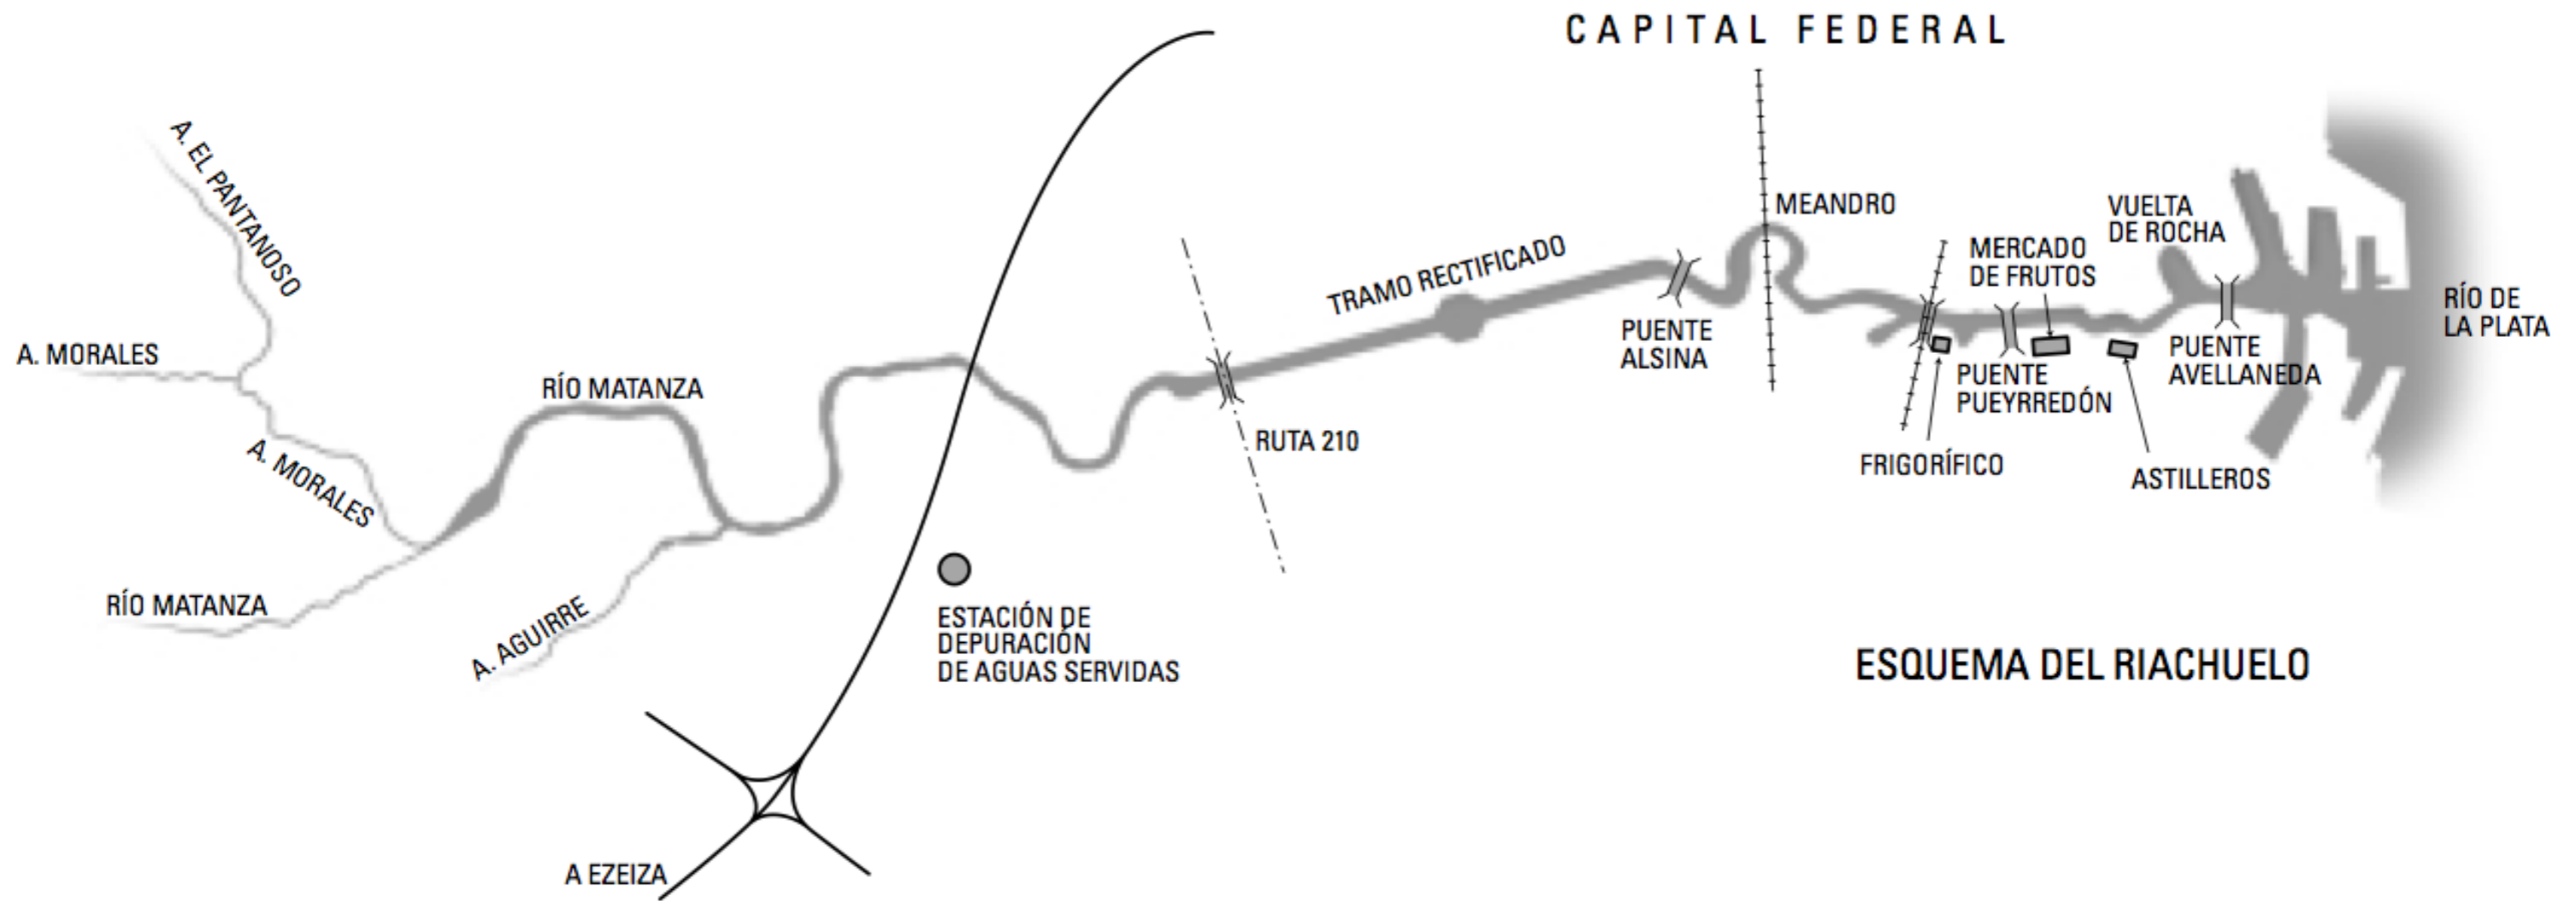 CAPITAL FEDERAL
A. EL PANTANOSO
MEANDRO
VUELTA
DE ROCHA
MERCADO
DE FRUTOS
TRAMO RECTIFICADO
RÍO DE
LA PLATA
PUENTE
ALSINA
A. MORALES
PUENTE
AVELLANEDA
RÍO MATANZA
PUENTE
PUEYRREDÓN
RUTA 210
FRIGORÍFICO
ASTILLEROS
A. MORALES
RÍO MATANZA
A. AGUIRRE
ESTACIÓN DE
DEPURACIÓN
DE AGUAS SERVIDAS
ESQUEMA DEL RIACHUELO
A EZEIZA